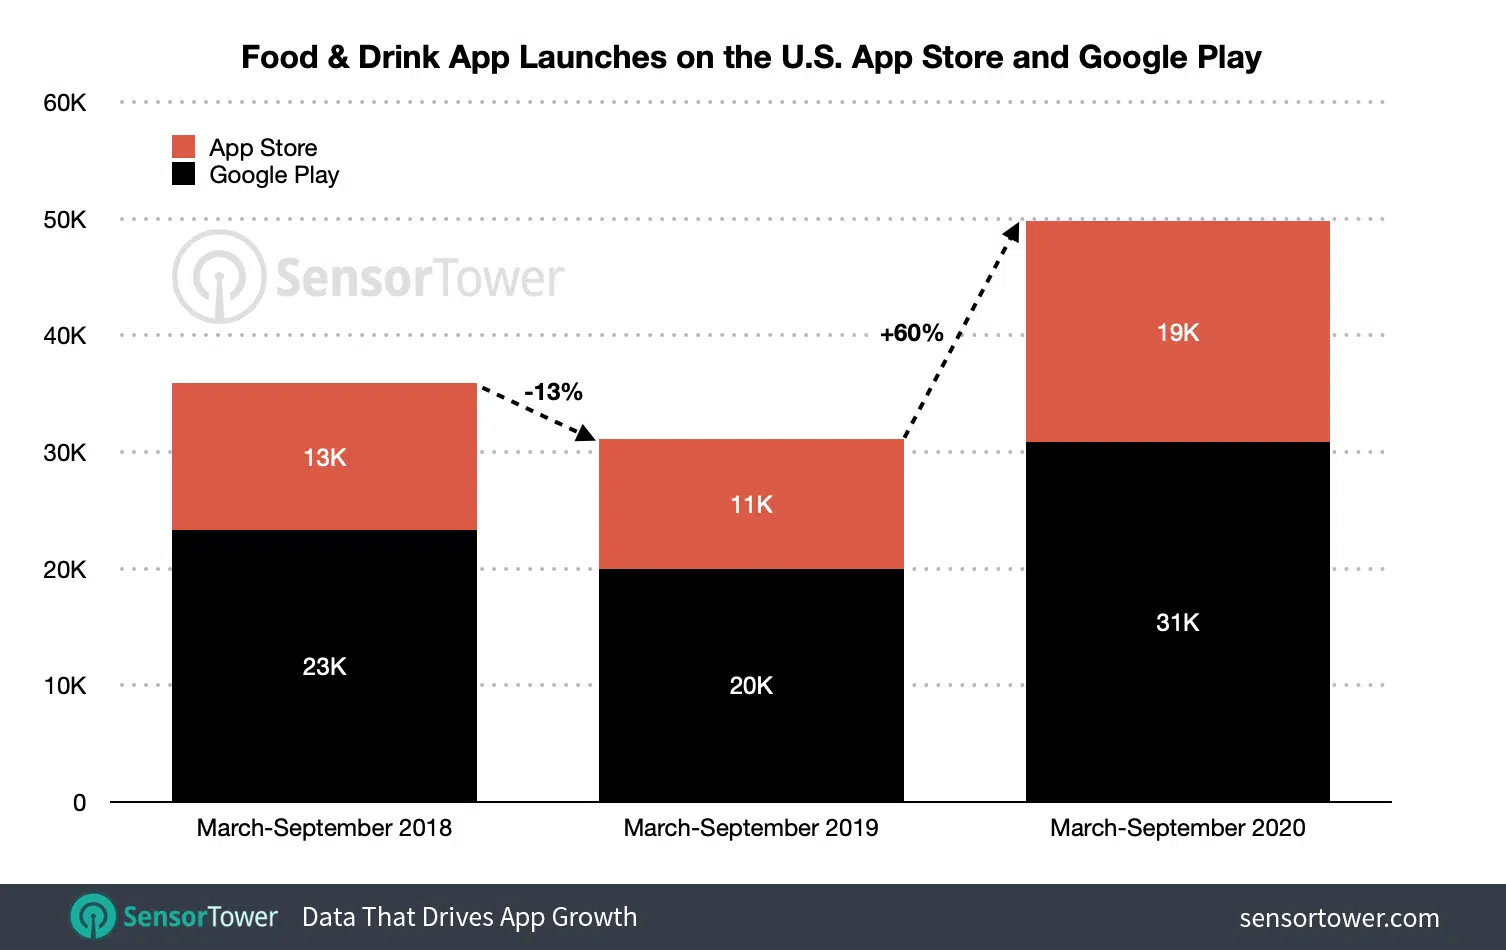 Food & Drink App Launches on the U.S. App Store and Google Play
60K
App Store
Google Play
50K
SensorTower
40K
+60%
19K
-13%
30K
13K
11K
20K
31K
23K
20K
10K
0
March-September 2018
March-September 2019
March-September 2020
SensorTower Data That Drives App Growth
sensortower.com